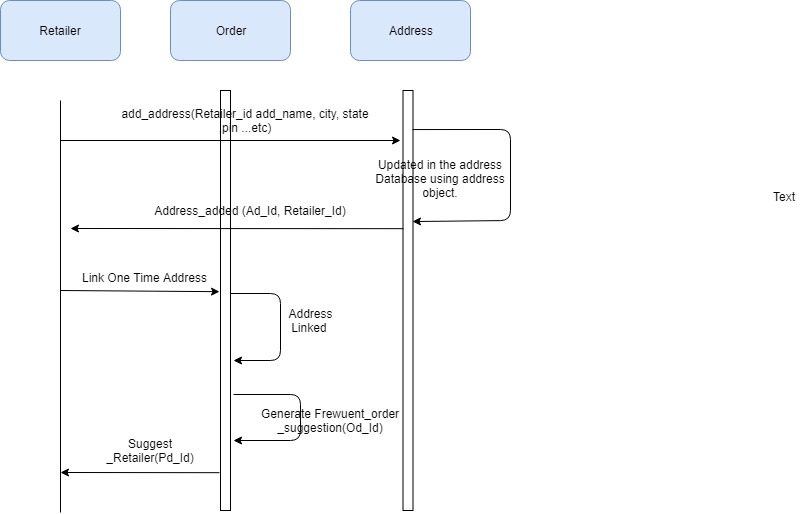 Retailer
Order
Address
add_address(Retailer_id add_name, city, state
pin ...etc)
Updated in the address
Database using address
object.
Text
Address_added (Ad_Id, Retailer_Id)
Link One Time Address
Address
Linked
Generate Frewuent_order
_suggestion(Od_Id)
Suggest
_Retailer(Pd_Id)